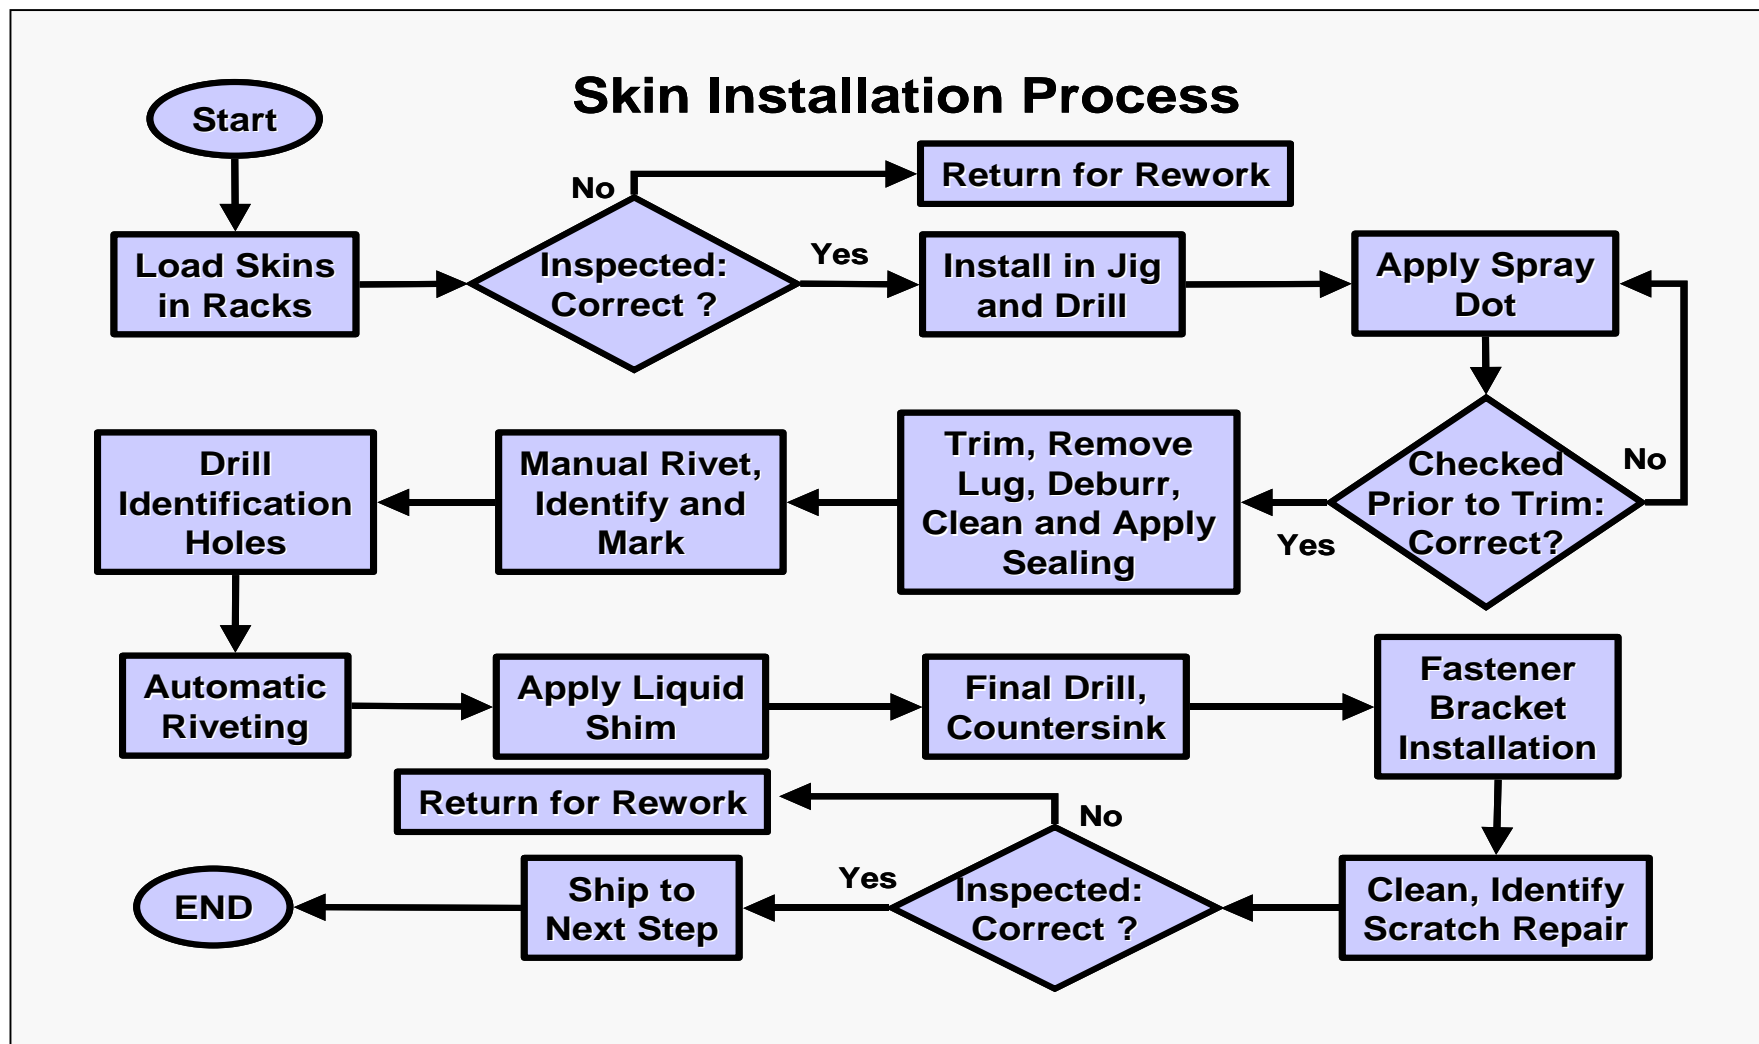 Skin Installation Process
Start
Return for Rework
No
Load Skins
in Racks
Inspected:
Correct ?
Yes
Install in Jig
and Drill
Apply Spray
Dot
Checked
Prior to Trim:
Correct?
No
Yes
Trim, Remove
Lug, Deburr,
Clean and Apply
Sealing
Manual Rivet,
Identify and
Mark
Drill
Identification
Holes
Automatic
Riveting
Apply Liquid
Shim
Final Drill,
Countersink
Fastener
Bracket
Installation
Clean, Identify
Scratch Repair
Inspected:
Correct ?
No
Return for Rework
Yes
Ship to
Next Step
END